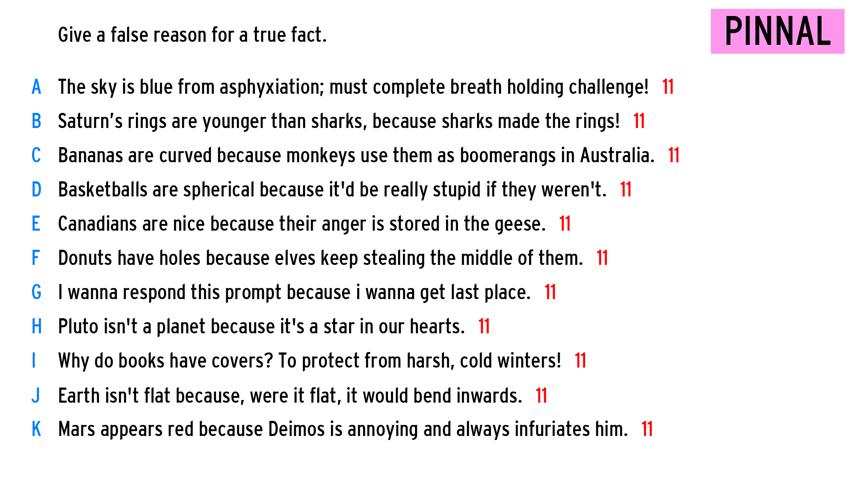 Give a false reason for a true fact.
PINNAL
A The sky is blue from asphyxiation; must complete breath holding challenge! 11
B Saturn's rings are younger than sharks, because sharks made the rings! 11
C Bananas are curved because monkeys use them as boomerangs in Australia. 11
D Basketballs are spherical because it'd be really stupid if they weren't. 11
E Canadians are nice because their anger is stored in the geese. 11
F Donuts have holes because elves keep stealing the middle of them. 11
G I wanna respond this prompt because i wanna get last place. 11
H Pluto isn't a planet because it's a star in our hearts. 11
I Why do books have covers? To protect from harsh, cold winters! 11
J Earth isn't flat because, were it flat, it would bend inwards. 11
K Mars appears red because Deimos is annoying and always infuriates him. 11